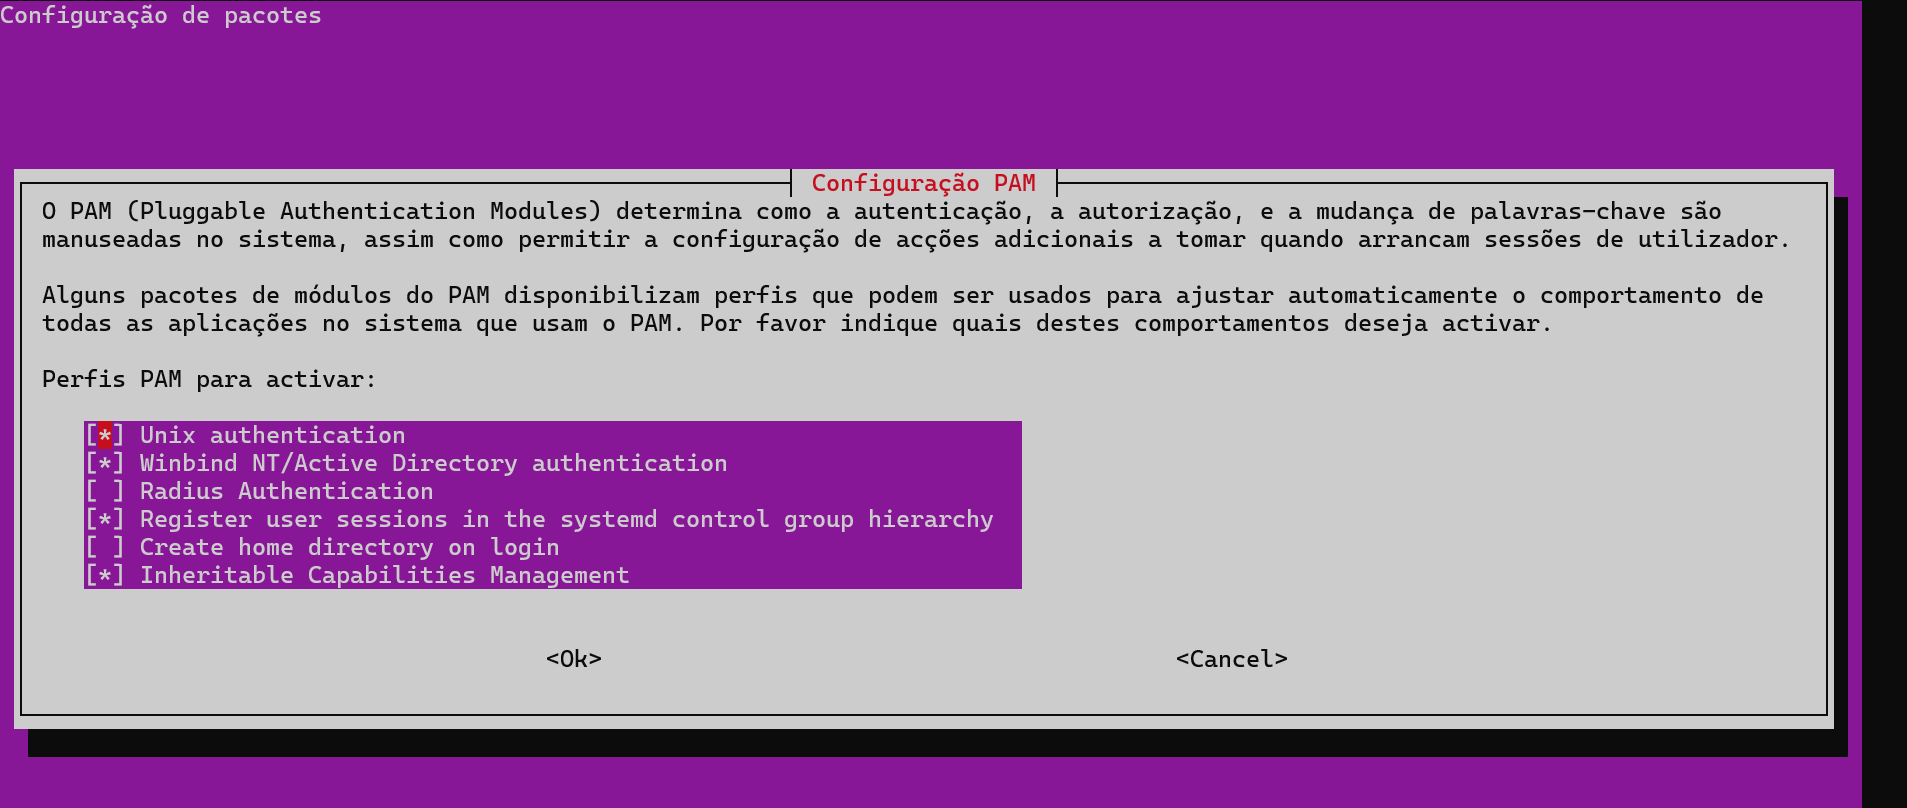 Configuração de pacotes
Configuração PAM
O PAM (Pluggable Authentication Modules) determina como a autenticação, a autorização, e a mudança de palavras-chave são
manuseadas no sistema, assim como permitir a configuração de acções adicionais a tomar quando arrancam sessões de utilizador.
Alguns pacotes de módulos do PAM disponibilizam perfis que podem ser usados para ajustar automaticamente o comportamento de
todas as aplicações no sistema que usam o PAM. Por favor indique quais destes comportamentos deseja activar.
Perfis PAM para activar:
[*] Unix authentication
[*] Winbind NT/Active Directory authentication
[ ] Radius Authentication
[*] Register user sessions in the systemd control group hierarchy
[ ] Create home directory on login
[*] Inheritable Capabilities Management
<Ok> <Cancel>